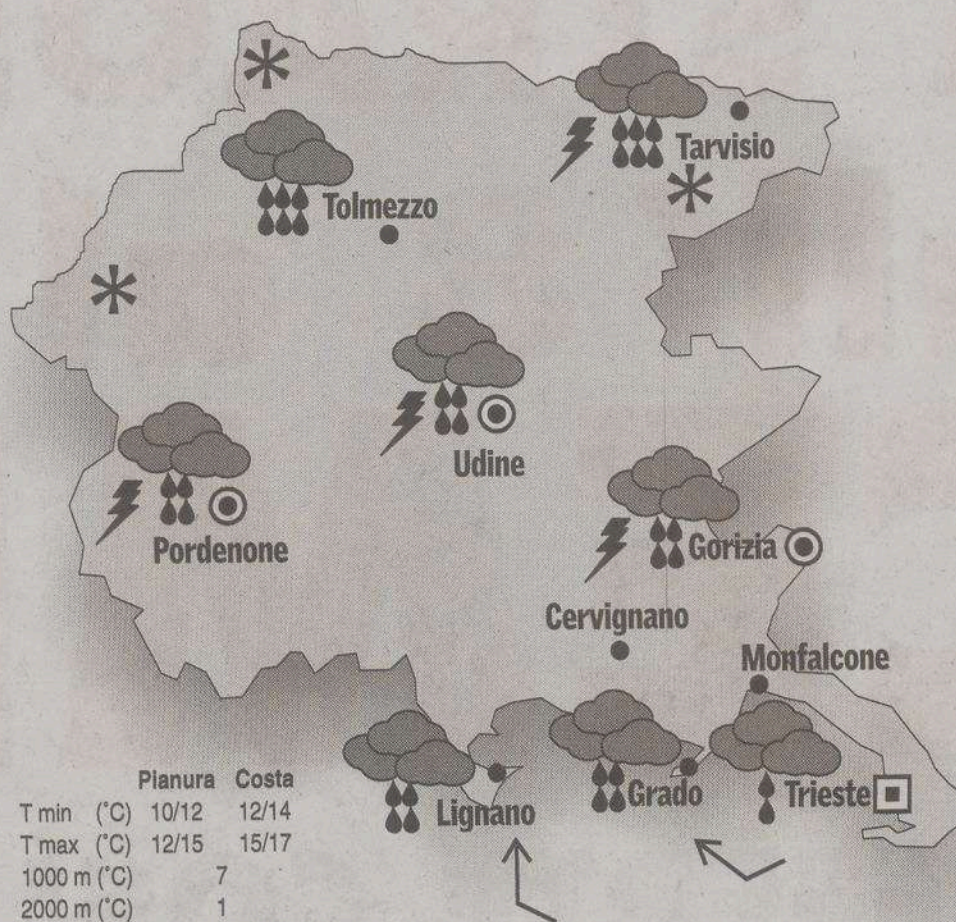 Tarvisio
Tolmezzo
Udine
Pordenone
Gorizia
Cervignano
Monfalcone
Lignano
Grado
Trieste
Pianura Costa
T min (°C) 10/12 12/14
T max (°C) 12/15 15/17
1000 m (°C) 7
2000 m (°C) 1